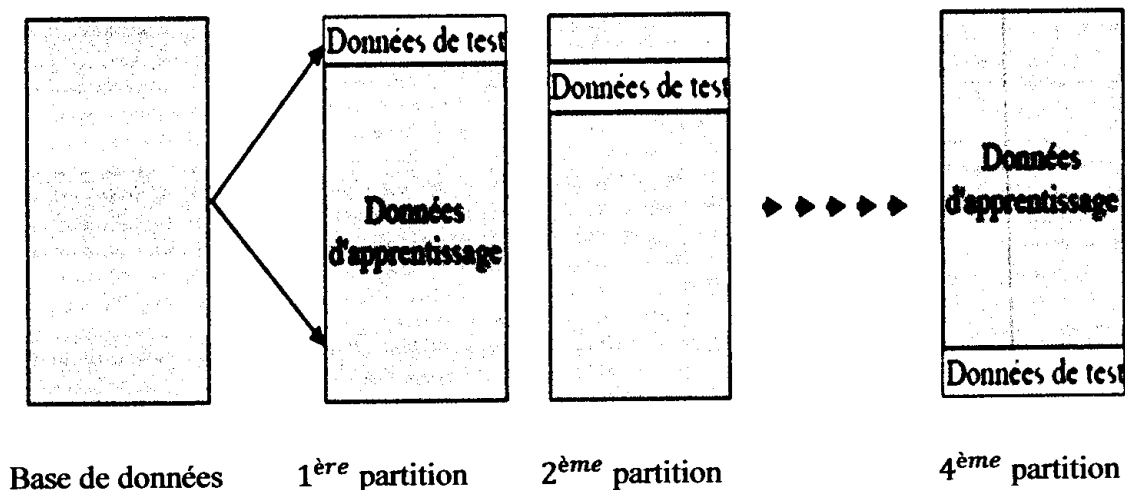 Données de test
Données
d'apprentissage
Données de test
Données
d'apprentissage
Données de test
Base de données
1ère partition
2ème partition
4ème partition